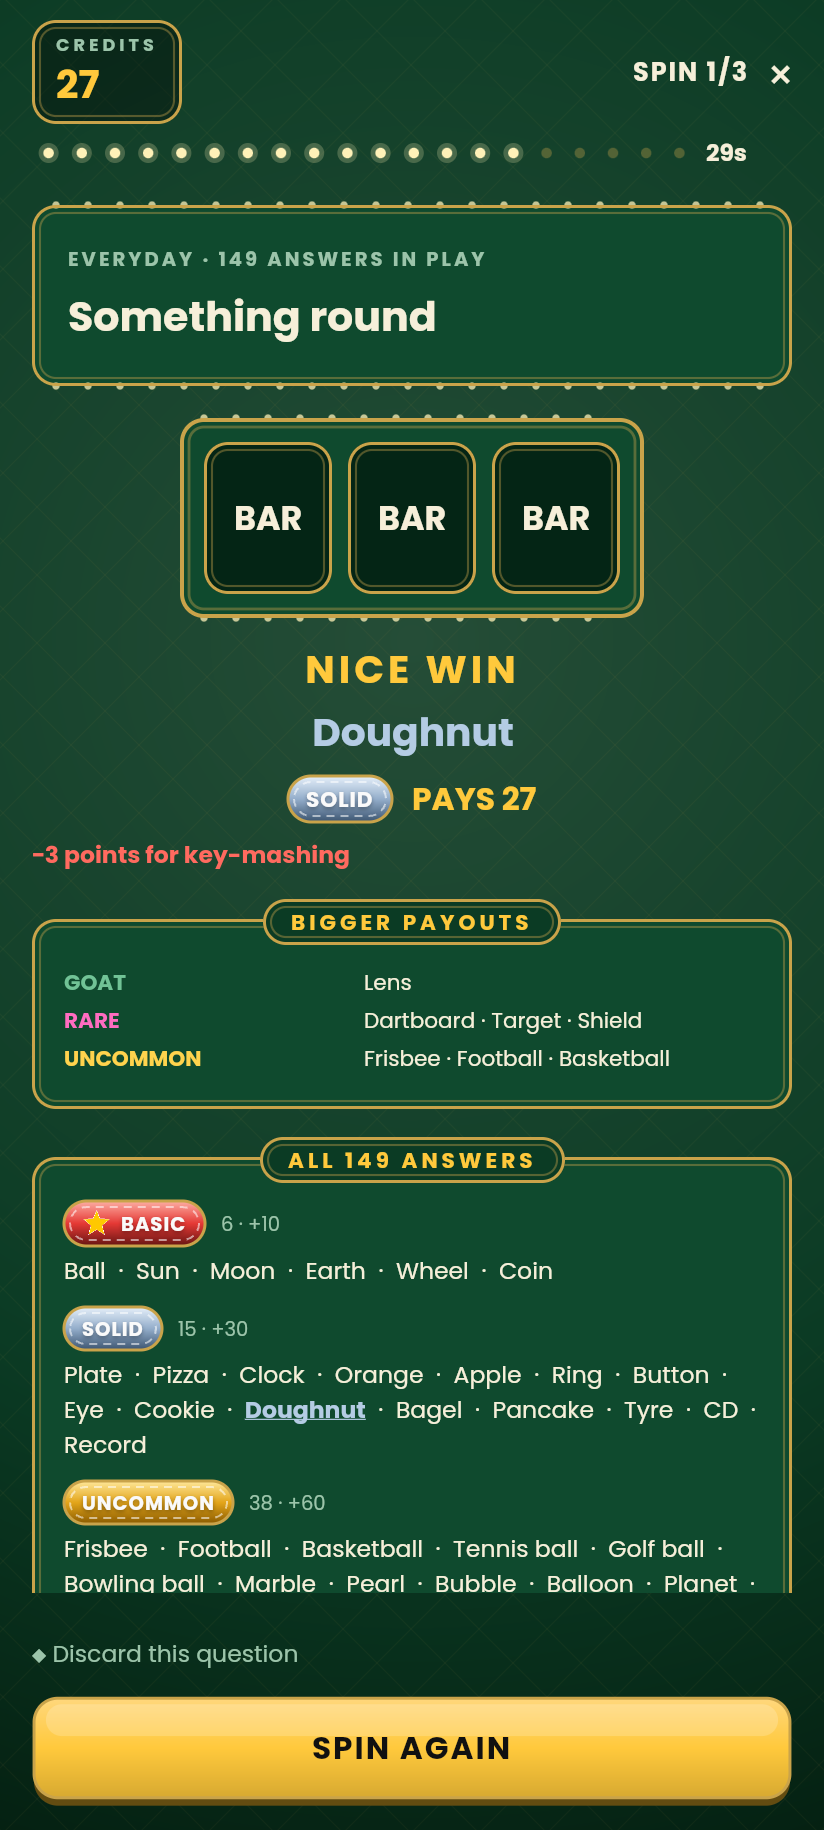 CREDITS
27
SPIN 1/3 ×
29s
EVERYDAY · 149 ANSWERS IN PLAY
Something round
BAR BAR BAR
NICE WIN
Doughnut
SOLID PAYS 27
−3 points for key-mashing
BIGGER PAYOUTS
GOAT Lens
RARE Dartboard · Target · Shield
UNCOMMON Frisbee · Football · Basketball
ALL 149 ANSWERS
BASIC 6 · +10
Ball · Sun · Moon · Earth · Wheel · Coin
SOLID 15 · +30
Plate · Pizza · Clock · Orange · Apple · Ring · Button ·
Eye · Cookie · Doughnut · Bagel · Pancake · Tyre · CD ·
Record
UNCOMMON 38 · +60
Frisbee · Football · Basketball · Tennis ball · Golf ball ·
Bowling ball · Marble · Pearl · Bubble · Balloon · Planet ·
◆ Discard this question
SPIN AGAIN